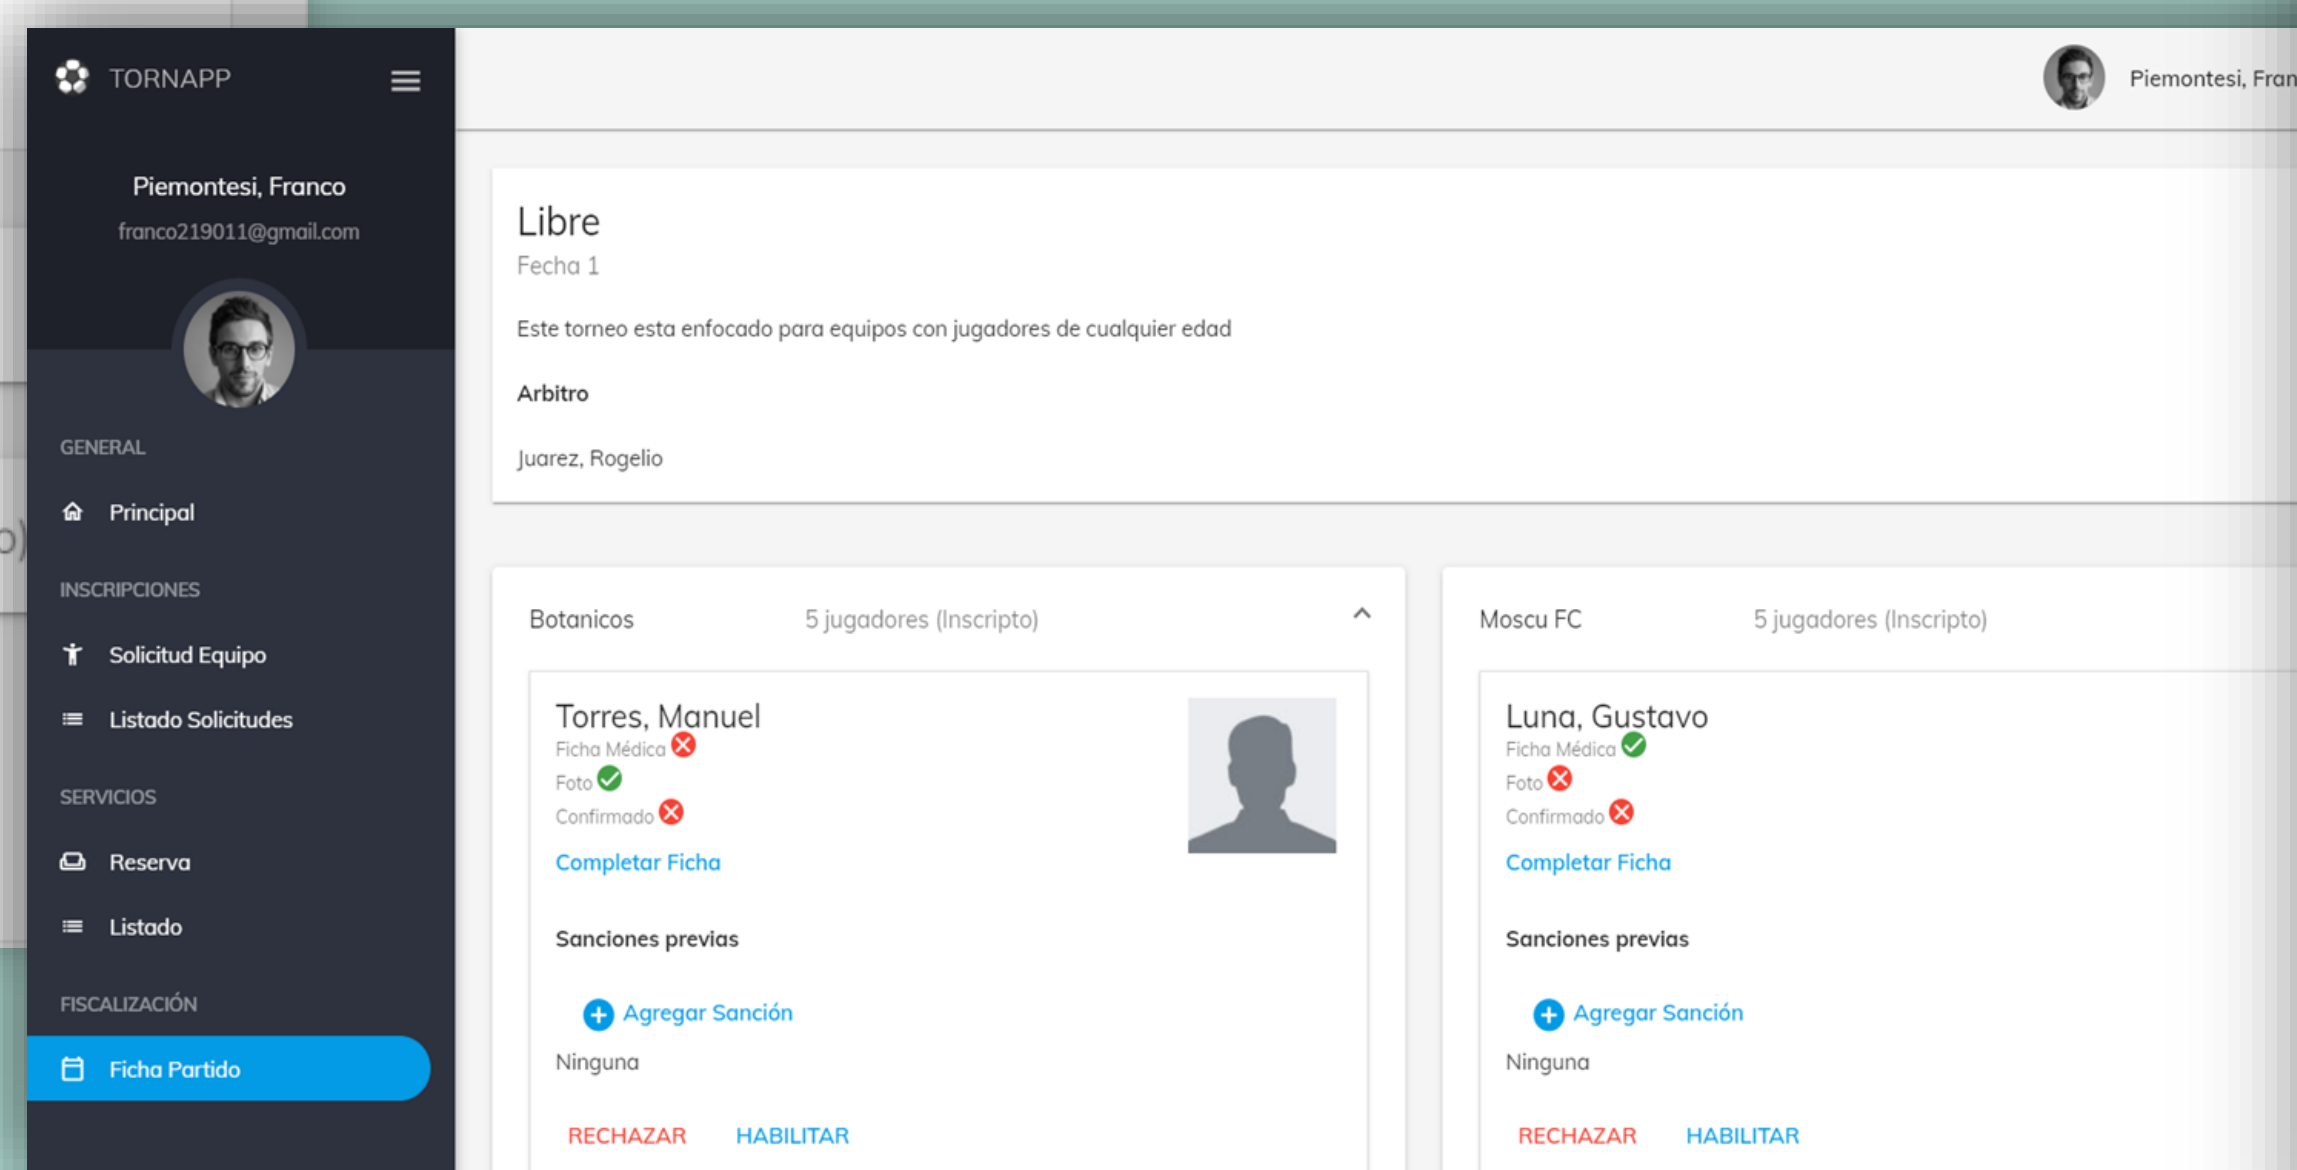 TORNAPP
Piemontesi, Fran
Piemontesi, Franco
franco219011@gmail.com
GENERAL
Principal
INSCRIPCIONES
Solicitud Equipo
Listado Solicitudes
SERVICIOS
Reserva
Listado
FISCALIZACIÓN
Ficha Partido
Libre
Fecha 1
Este torneo esta enfocado para equipos con jugadores de cualquier edad
Arbitro
Juarez, Rogelio
Botanicos 5 jugadores (Inscripto)
Torres, Manuel
Ficha Médica
Foto
Confirmado
Completar Ficha
Sanciones previas
Agregar Sanción
Ninguna
RECHAZAR HABILITAR
Moscu FC 5 jugadores (Inscripto)
Luna, Gustavo
Ficha Médica
Foto
Confirmado
Completar Ficha
Sanciones previas
Agregar Sanción
Ninguna
RECHAZAR HABILITAR